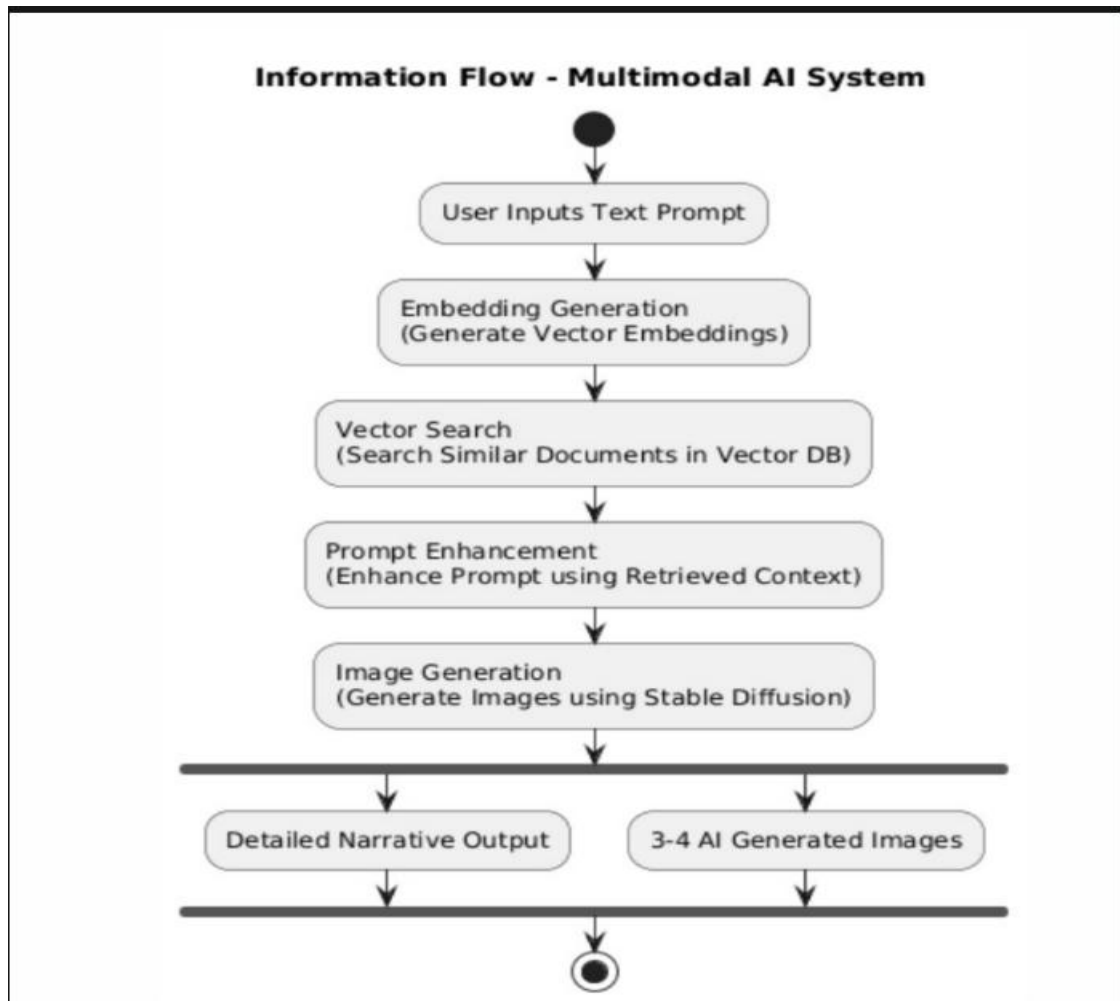 Information Flow - Multimodal AI System
User Inputs Text Prompt
Embedding Generation
(Generate Vector Embeddings)
Vector Search
(Search Similar Documents in Vector DB)
Prompt Enhancement
(Enhance Prompt using Retrieved Context)
Image Generation
(Generate Images using Stable Diffusion)
Detailed Narrative Output
3-4 AI Generated Images